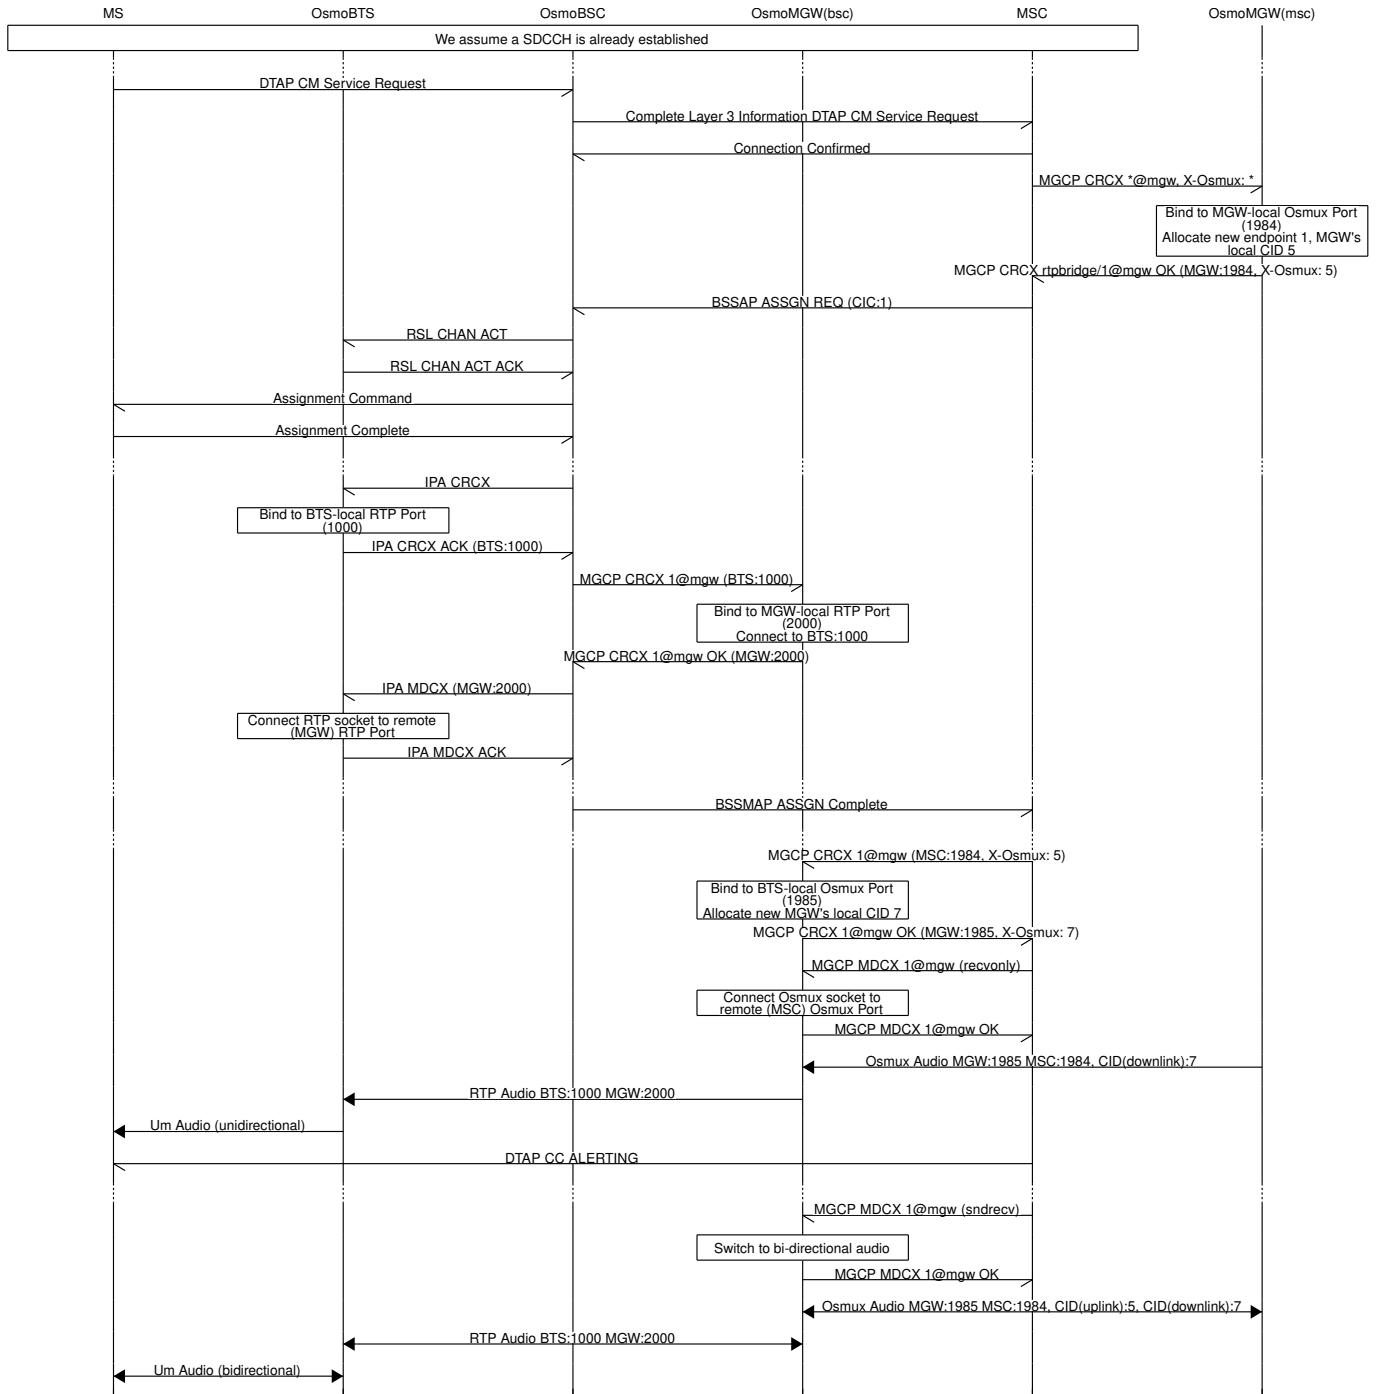 MS OsmoBTS OsmoBSC OsmoMGW(bsc) MSC OsmoMGW(msc)
We assume a SDCCH is already established
DTAP CM Service Request
Complete Layer 3 Information DTAP CM Service Request
Connection Confirmed
MGCP CRCX *@mgw, X-Osmux: *
Bind to MGW-local Osmux Port
(1984)
Allocate new endpoint 1, MGW's
local CID 5
MGCP CRCX rtpbridge/1@mgw OK (MGW:1984, X-Osmux: 5)
BSSAP ASSGN REQ (CIC:1)
RSL CHAN ACT
RSL CHAN ACT ACK
Assignment Command
Assignment Complete
IPA CRCX
Bind to BTS-local RTP Port
(1000)
IPA CRCX ACK (BTS:1000)
MGCP CRCX 1@mgw (BTS:1000)
Bind to MGW-local RTP Port
(2000)
Connect to BTS:1000
MGCP CRCX 1@mgw OK (MGW:2000)
IPA MDCX (MGW:2000)
Connect RTP socket to remote
(MGW) RTP Port
IPA MDCX ACK
BSSMAP ASSGN Complete
MGCP CRCX 1@mgw (MSC:1984, X-Osmux: 5)
Bind to BTS-local Osmux Port
(1985)
Allocate new MGW's local CID 7
MGCP CRCX 1@mgw OK (MGW:1985, X-Osmux: 7)
MGCP MDCX 1@mgw (recvonly)
Connect Osmux socket to
remote (MSC) Osmux Port
MGCP MDCX 1@mgw OK
Osmux Audio MGW:1985 MSC:1984, CID(downlink):7
RTP Audio BTS:1000 MGW:2000
Um Audio (unidirectional)
DTAP CC ALERTING
MGCP MDCX 1@mgw (sndrecv)
Switch to bi-directional audio
MGCP MDCX 1@mgw OK
Osmux Audio MGW:1985 MSC:1984, CID(uplink):5, CID(downlink):7
RTP Audio BTS:1000 MGW:2000
Um Audio (bidirectional)